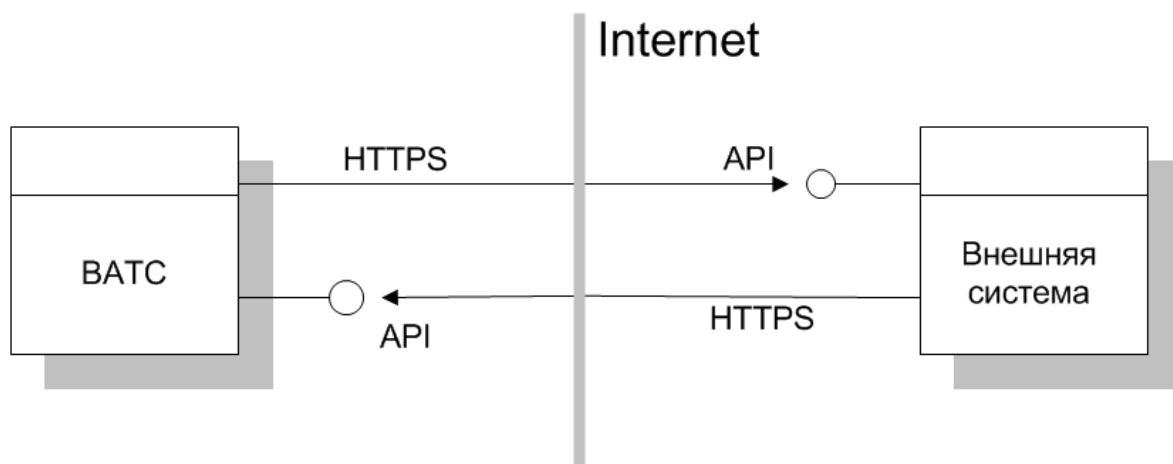 Internet
HTTPS
API
ВАТС
Внешняя
система
API
HTTPS